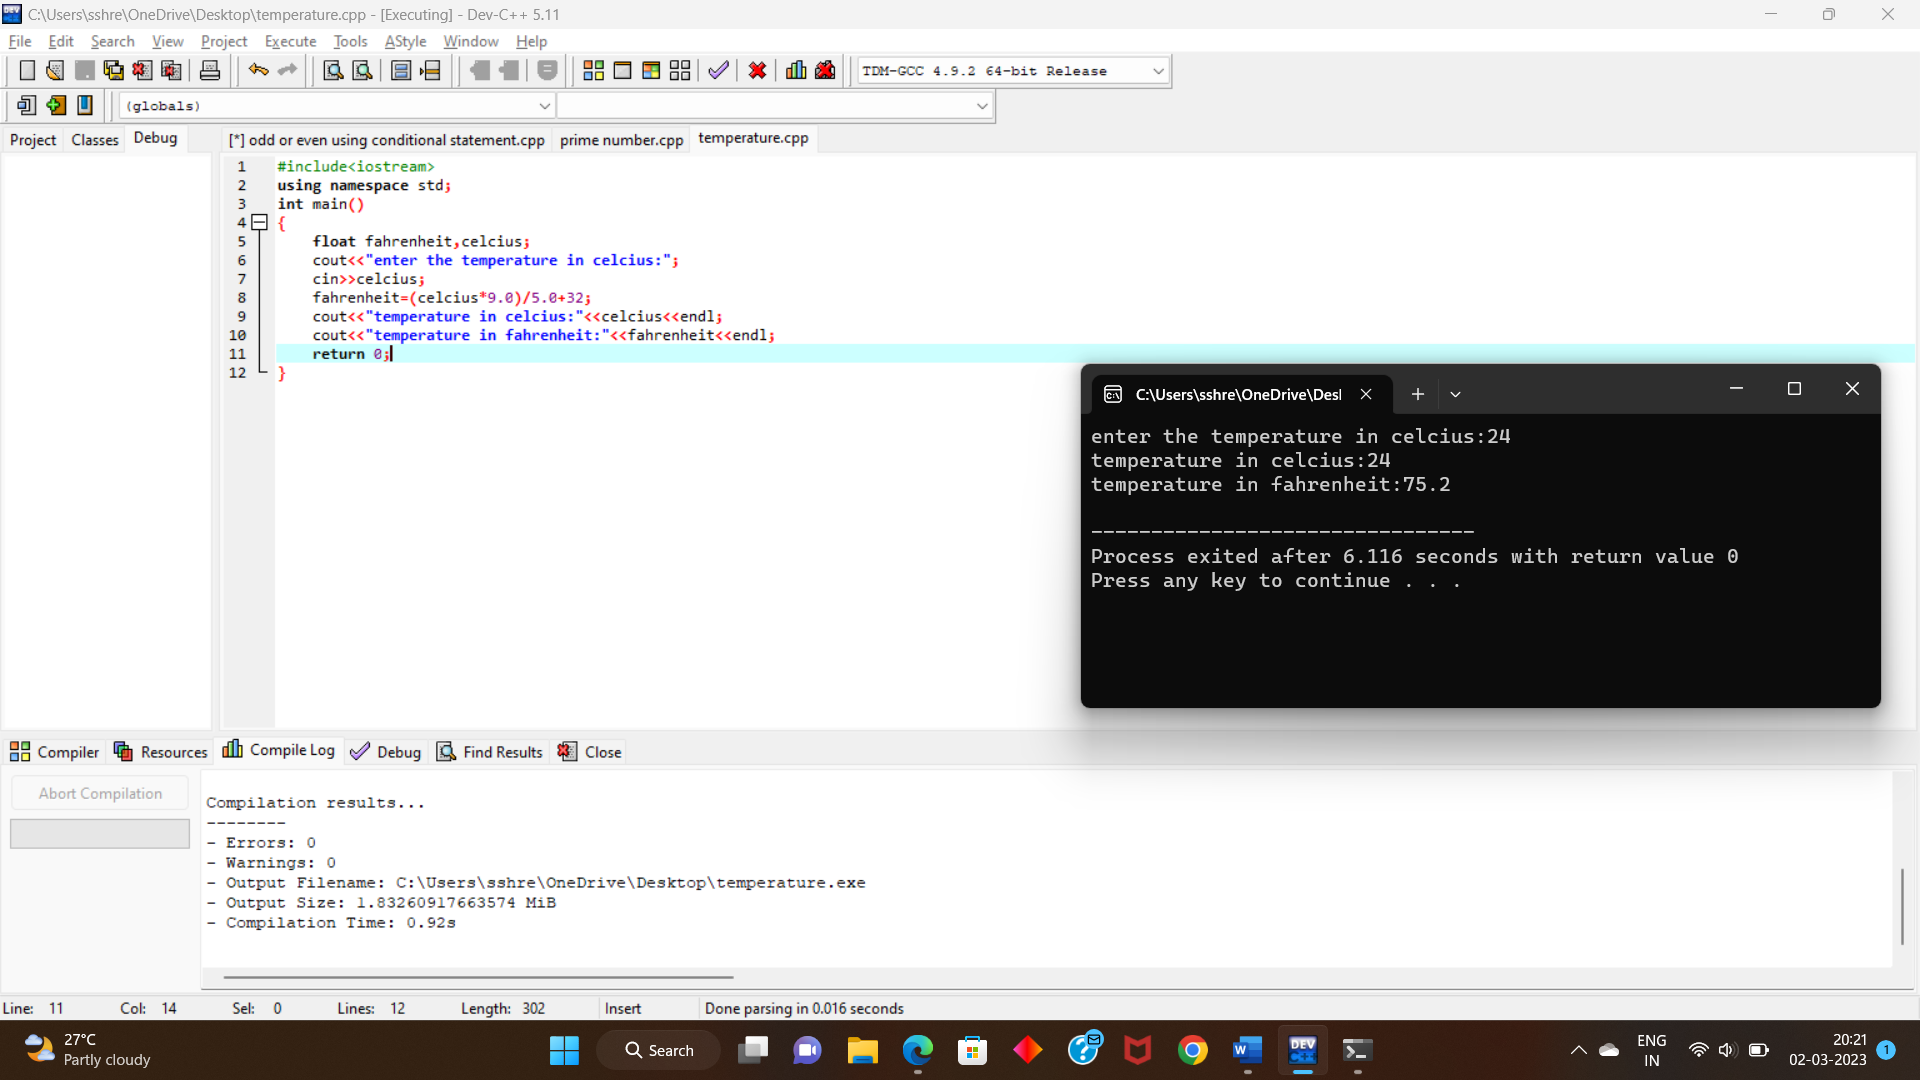 C:\Users\sshre\OneDrive\Desktop\temperature.cpp - [Executing] - Dev-C++ 5.11
File Edit Search View Project Execute Tools AStyle Window Help
TDM-GCC 4.9.2 64-bit Release
(globals)
Project Classes Debug
[*] odd or even using conditional statement.cpp prime number.cpp temperature.cpp
1 #include<iostream>
2 using namespace std;
3 int main()
4 {
5 float fahrenheit,celcius;
6 cout<<"enter the temperature in celcius:";
7 cin>>celcius;
8 fahrenheit=(celcius*9.0)/5.0+32;
9 cout<<"temperature in celcius:"<<celcius<<endl;
10 cout<<"temperature in fahrenheit:"<<fahrenheit<<endl;
11 return 0;
12 }
C:\Users\sshre\OneDrive\Desl
enter the temperature in celcius:24
temperature in celcius:24
temperature in fahrenheit:75.2
--------------------------------
Process exited after 6.116 seconds with return value 0
Press any key to continue . . .
Compiler Resources Compile Log Debug Find Results Close
Abort Compilation
Compilation results...
--------
- Errors: 0
- Warnings: 0
- Output Filename: C:\Users\sshre\OneDrive\Desktop\temperature.exe
- Output Size: 1.83260917663574 MiB
- Compilation Time: 0.92s
Line: 11 Col: 14 Sel: 0 Lines: 12 Length: 302 Insert Done parsing in 0.016 seconds
27°C
Partly cloudy
Search
DEV
C++
ENG
IN
20:21
02-03-2023
1